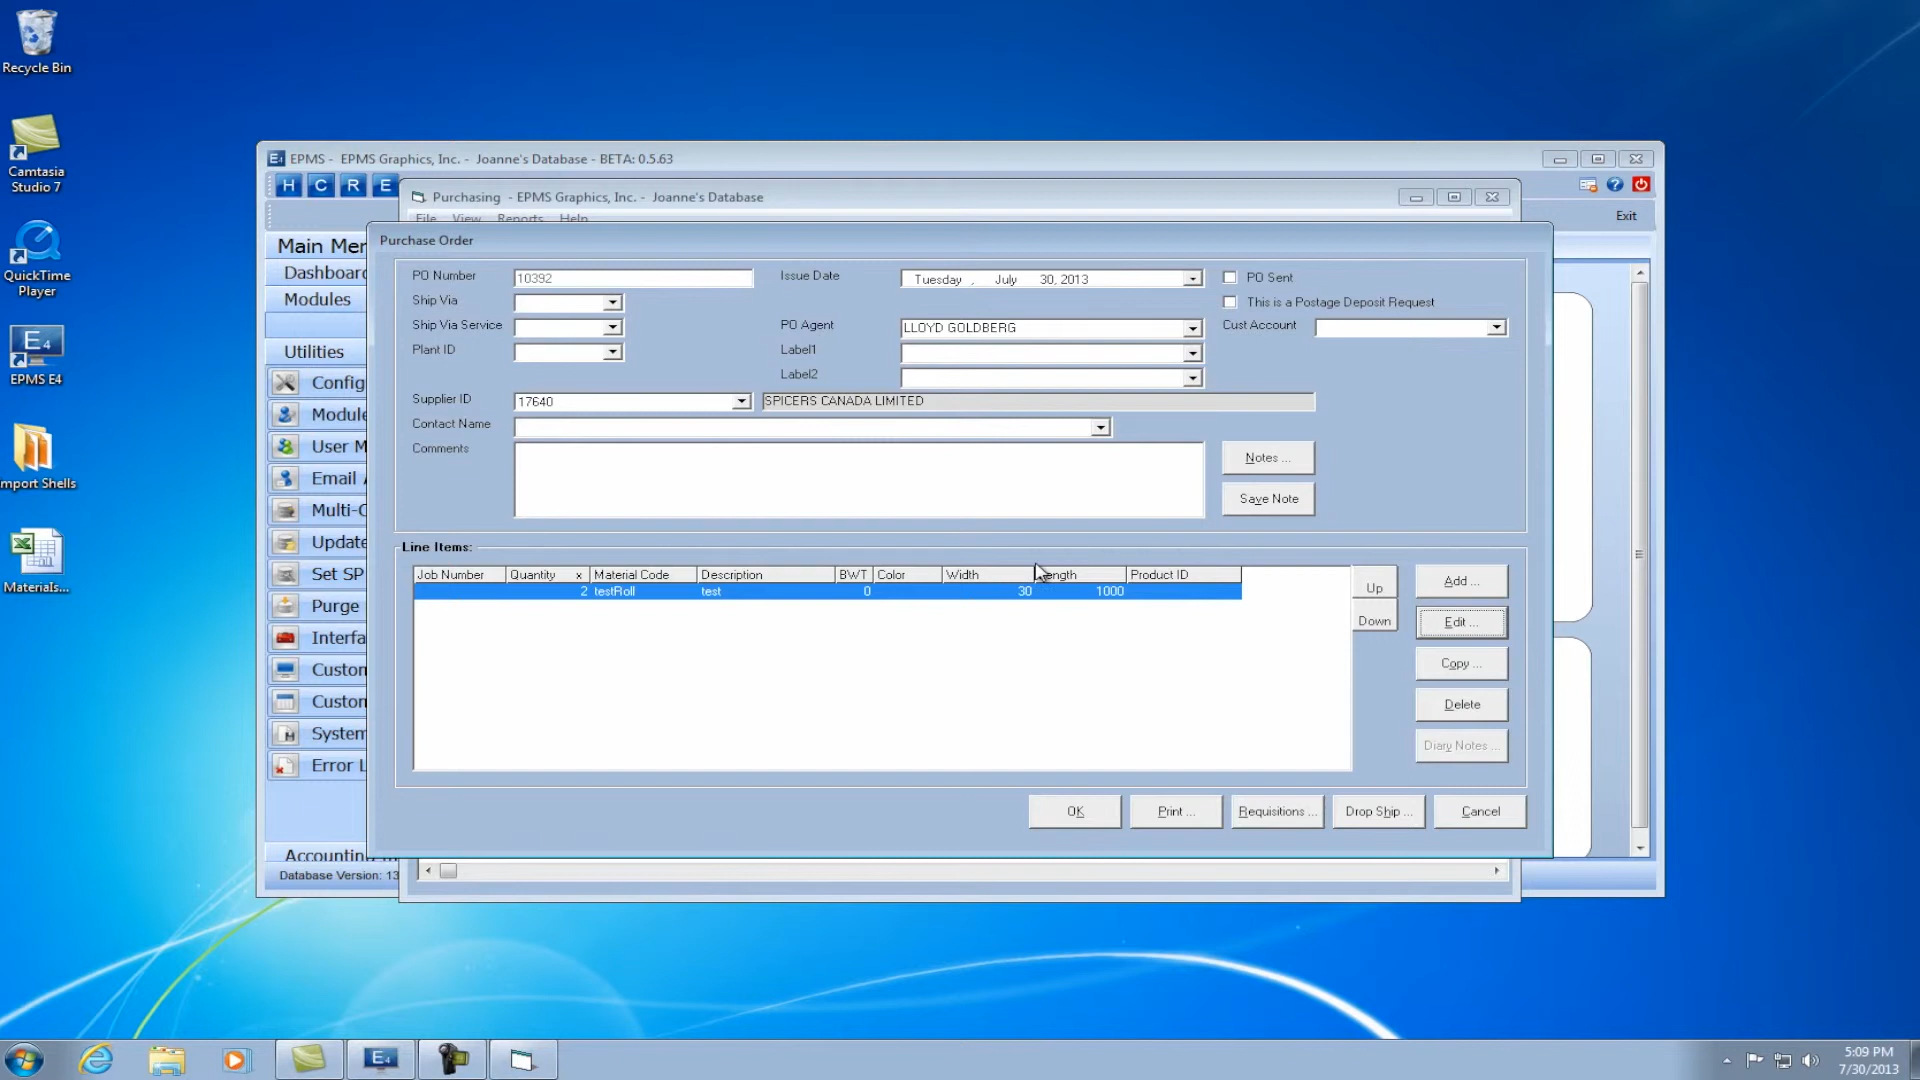 Recycle Bin
Camtasia
Studio 7
QuickTime
Player
EPMS E4
mport Shells
Materials...
EPMS - EPMS Graphics, Inc. - Joanne's Database - BETA: 0.5.63
H C R E
Exit
Main Mer
Dashboard
Modules
Utilities
Config
Module
User M
Email A
Multi-C
Update
Set SP
Purge
Interfa
Custon
Custon
System
Error L
Accounting
Database Version: 13
Purchasing - EPMS Graphics, Inc. - Joanne's Database
File View Reports Help
Purchase Order
PO Number 10392 Issue Date Tuesday , July 30, 2013 PO Sent
Ship Via This is a Postage Deposit Request
Ship Via Service PO Agent LLOYD GOLDBERG Cust Account
Plant ID Label1
Label2
Supplier ID 17640 SPICERS CANADA LIMITED
Contact Name
Comments
Notes ...
Save Note
Line Items:
Job Number Quantity x Material Code Description BWT Color Width Length Product ID
2 testRoll test 0 30 1000
Up
Down
Add ...
Edit ...
Copy ...
Delete
Diary Notes ...
OK Print ... Requisitions ... Drop Ship ... Cancel
5:09 PM
7/30/2013